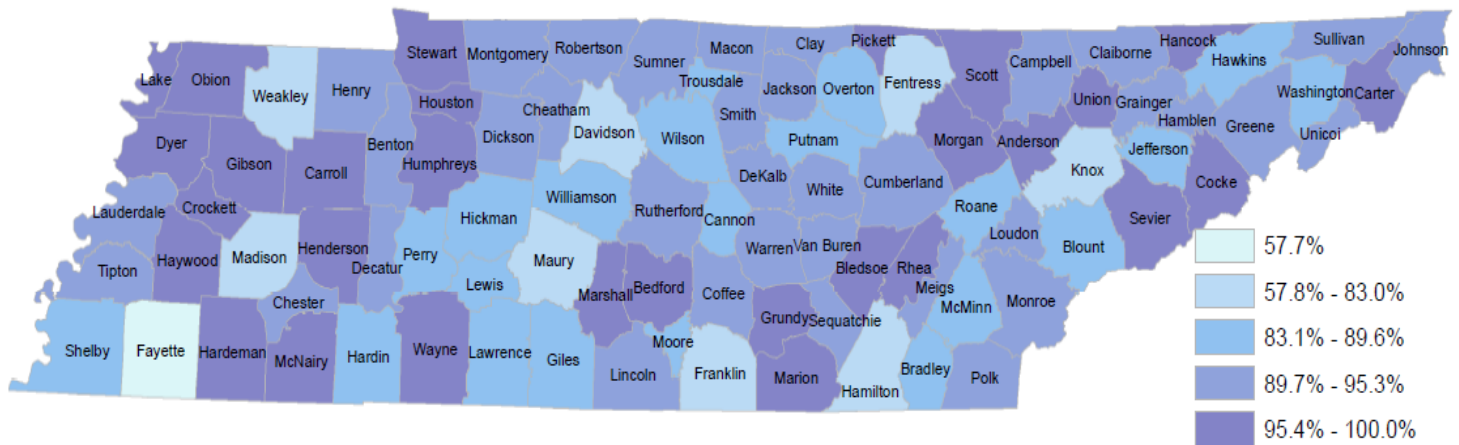 Stewart
Montgomery
Robertson
Sumner
Macon
Clay
Pickett
Scott
Campbell
Claiborne
Hancock
Hawkins
Sullivan
Johnson
Lake
Obion
Weakley
Henry
Houston
Cheatham
Trousdale
Smith
Jackson
Overton
Fentress
Union
Grainger
Hamblen
Greene
Washington
Carter
Unicoi
Dyer
Gibson
Carroll
Benton
Humphreys
Dickson
Davidson
Wilson
Putnam
Morgan
Anderson
Knox
Jefferson
Cocke
Lauderdale
Crockett
Haywood
Madison
Henderson
Decatur
Perry
Hickman
Williamson
Rutherford
Cannon
DeKalb
White
Cumberland
Roane
Loudon
Blount
Sevier
Tipton
Chester
Lewis
Maury
Marshall
Bedford
Coffee
Warren
Van Buren
Bledsoe
Rhea
Meigs
McMinn
Monroe
Shelby
Fayette
Hardeman
McNairy
Hardin
Wayne
Lawrence
Giles
Lincoln
Moore
Franklin
Grundy
Sequatchie
Marion
Hamilton
Bradley
Polk
57.7%
57.8% - 83.0%
83.1% - 89.6%
89.7% - 95.3%
95.4% - 100.0%